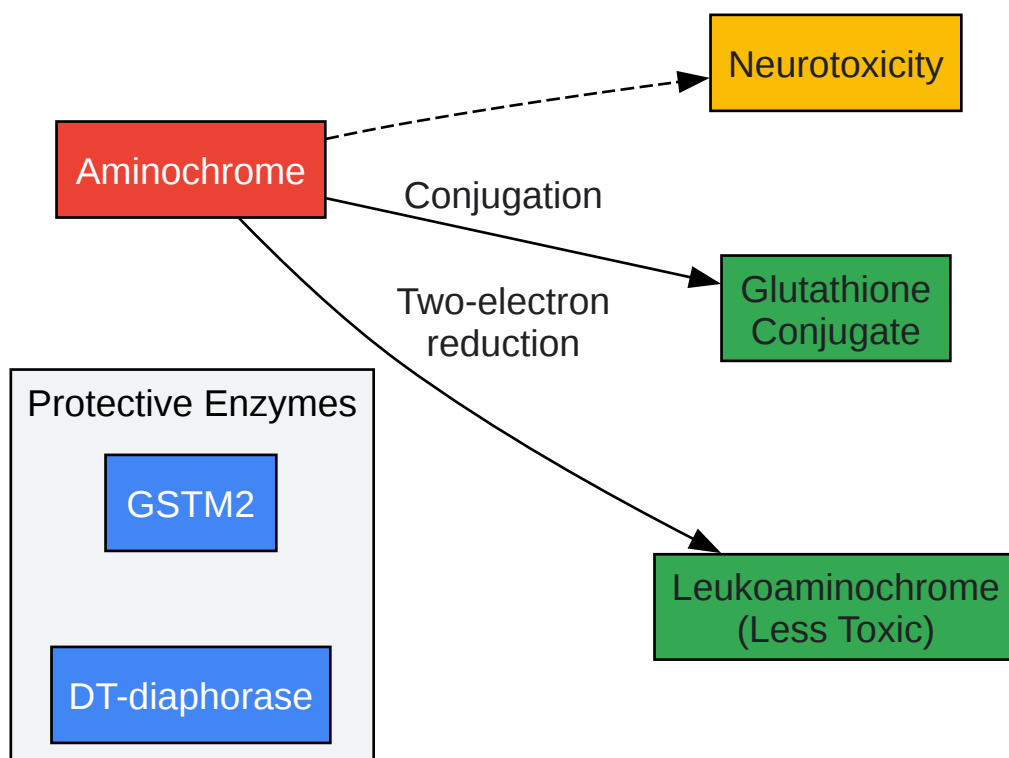 Neurotoxicity
Aminochrome
Conjugation
Glutathione
Conjugate
Two-electron
reduction
Protective Enzymes
GSTM2
Leukoaminochrome
(Less Toxic)
DT-diaphorase